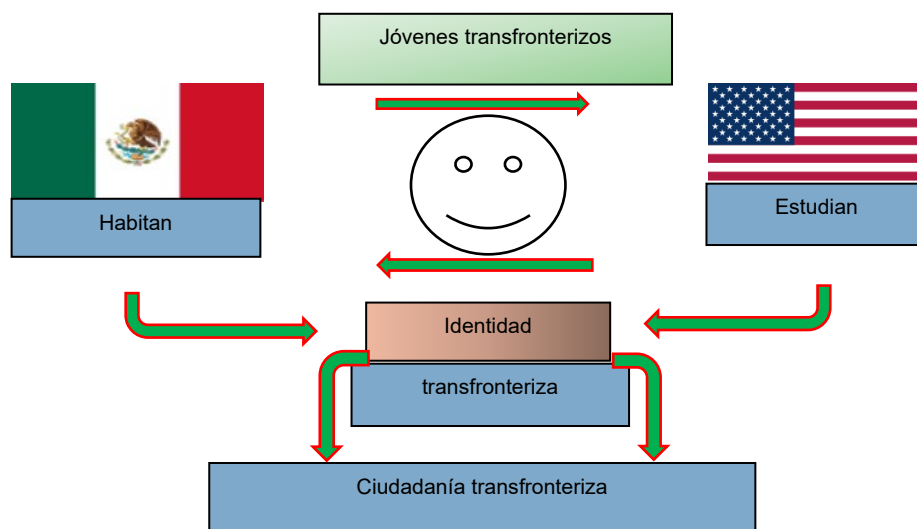 Jóvenes transfronterizos
Habitan
Estudian
Identidad
transfronteriza
Ciudadanía transfronteriza